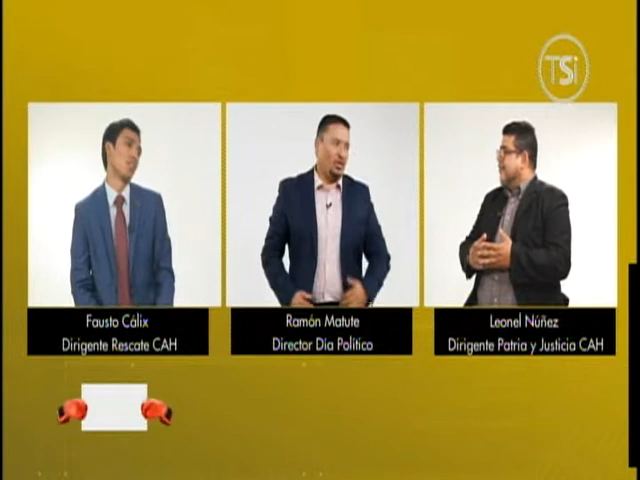 TSi
Fausto Cálix
Dirigente Rescate CAH
Ramón Matute
Director Día Político
Leonel Núñez
Dirigente Patria y Justicia CAH